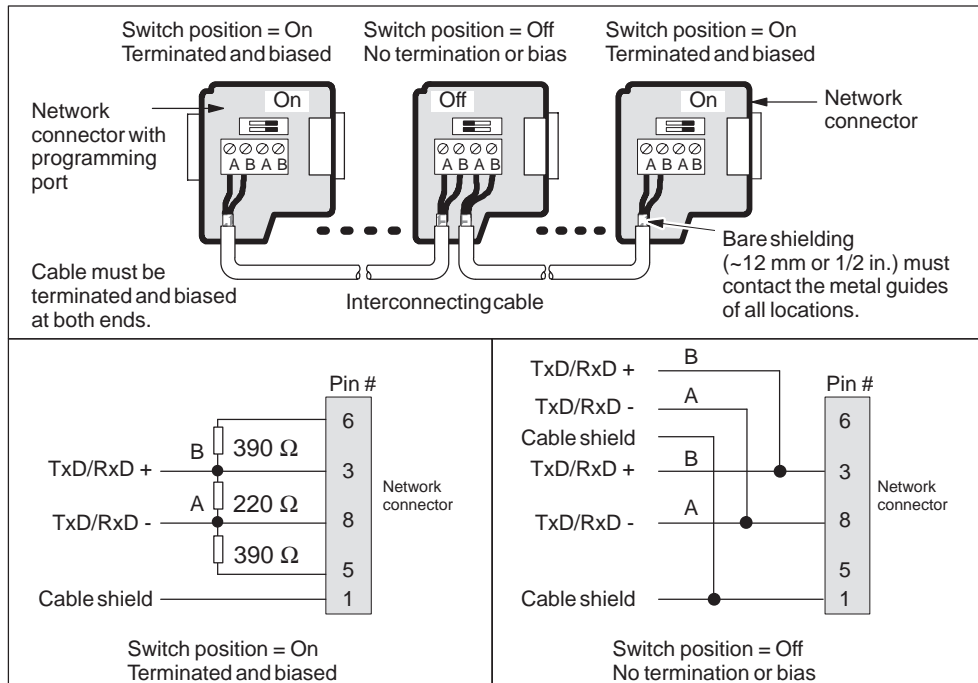 Switch position = On
Terminated and biased
Switch position = Off
No termination or bias
Switch position = On
Terminated and biased
Network
connector with
programming
port
On
A B A B
Off
A B A B
On
A B A B
Network
connector
Cable must be
terminated and biased
at both ends.
Interconnecting cable
Bare shielding
(~12 mm or 1/2 in.) must
contact the metal guides
of all locations.
Pin #
6
390 Ω
B
TxD/RxD +
3
A
220 Ω
Network
connector
TxD/RxD -
8
390 Ω
5
Cable shield
1
Switch position = On
Terminated and biased
TxD/RxD +
B
Pin #
TxD/RxD -
A
6
Cable shield
TxD/RxD +
B
3
Network
connector
TxD/RxD -
A
8
5
Cable shield
1
Switch position = Off
No termination or bias